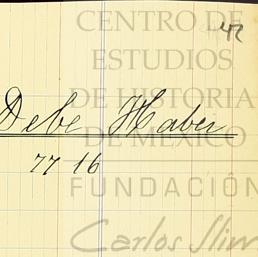 42
CENTRO DE
ESTUDIOS
DE HISTORIA
DE MÉXICO
Debe Haber
77 16
FUNDACIÓN
Carlos Slim